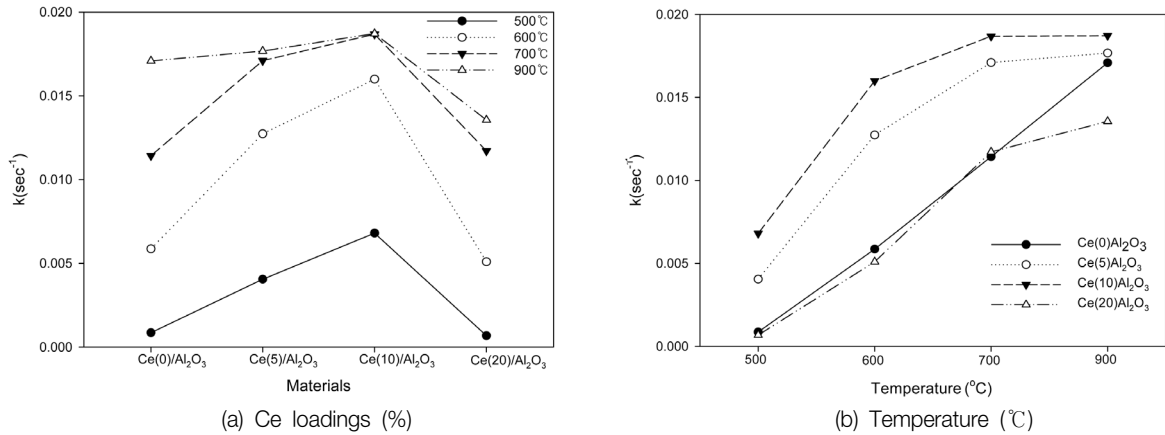 0.020
0.015
0.010
0.005
0.000
k(sec⁻¹)
500℃
600℃
700℃
900℃
Ce(0)/Al₂O₃ Ce(5)/Al₂O₃ Ce(10)/Al₂O₃ Ce(20)/Al₂O₃
Materials
(a) Ce loadings (%)
0.020
0.015
0.010
0.005
0.000
k(sec⁻¹)
Ce(0)Al₂O₃
Ce(5)Al₂O₃
Ce(10)Al₂O₃
Ce(20)Al₂O₃
500 600 700 900
Temperature (°C)
(b) Temperature (℃)